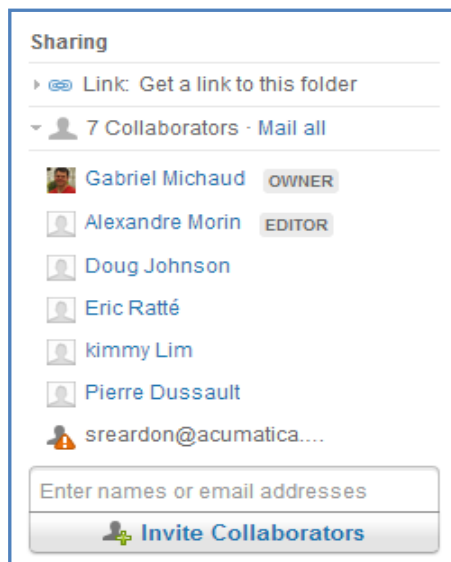 Sharing
Link: Get a link to this folder
7 Collaborators · Mail all
Gabriel Michaud OWNER
Alexandre Morin EDITOR
Doug Johnson
Eric Ratté
kimmy Lim
Pierre Dussault
sreardon@acumatica....
Enter names or email addresses
Invite Collaborators